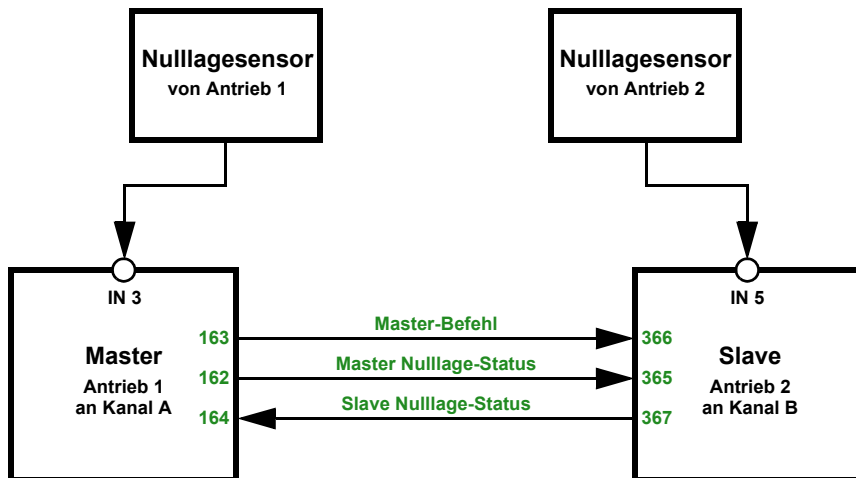 Nulllagesensor
von Antrieb 1
Nulllagesensor
von Antrieb 2
IN 3
IN 5
163
Master-Befehl
366
Master
Slave
162
Master Nulllage-Status
365
Antrieb 1
an Kanal A
Antrieb 2
an Kanal B
164
Slave Nulllage-Status
367